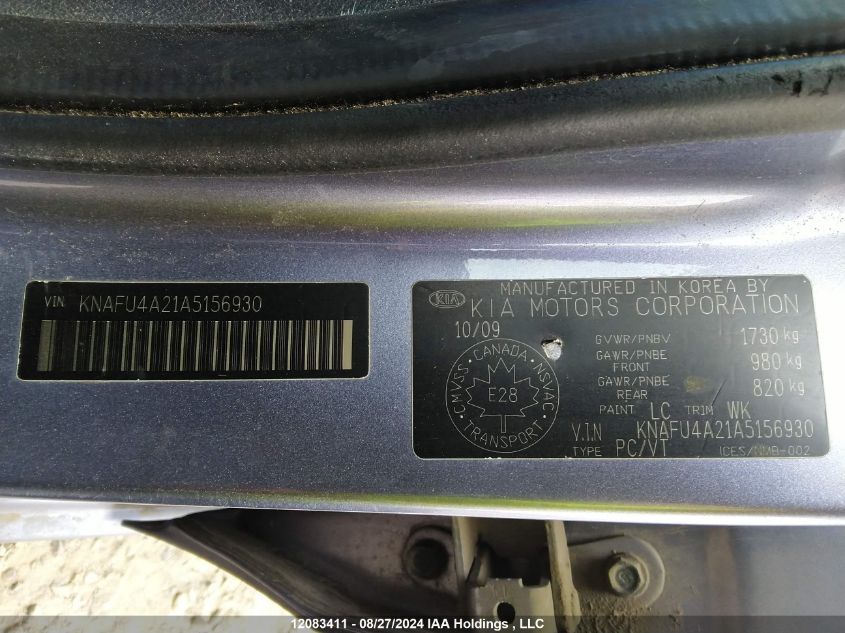 VIN KNAFU4A21A5156930
MANUFACTURED IN KOREA BY
KIA KIA MOTORS CORPORATION
10/09
GVWR/PNBV 1730 kg
GAWR/PNBE FRONT 980 kg
GAWR/PNBE REAR 820 kg
PAINT LC TRIM WK
V.I.N KNAFU4A21A5156930
TYPE PC/VT ICES/NMB-002
CANADA
CMVSS NSVAC
E28
TRANSPORT
12083411 - 08/27/2024 IAA Holdings , LLC